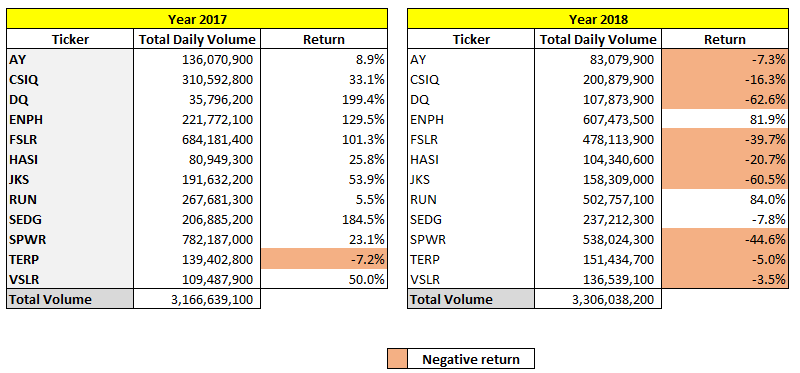 Year 2017
Ticker Total Daily Volume Return
AY 136,070,900 8.9%
CSIQ 310,592,800 33.1%
DQ 35,796,200 199.4%
ENPH 221,772,100 129.5%
FSLR 684,181,400 101.3%
HASI 80,949,300 25.8%
JKS 191,632,200 53.9%
RUN 267,681,300 5.5%
SEDG 206,885,200 184.5%
SPWR 782,187,000 23.1%
TERP 139,402,800 -7.2%
VSLR 109,487,900 50.0%
Total Volume 3,166,639,100
Year 2018
Ticker Total Daily Volume Return
AY 83,079,900 -7.3%
CSIQ 200,879,900 -16.3%
DQ 107,873,900 -62.6%
ENPH 607,473,500 81.9%
FSLR 478,113,900 -39.7%
HASI 104,340,600 -20.7%
JKS 158,309,000 -60.5%
RUN 502,757,100 84.0%
SEDG 237,212,300 -7.8%
SPWR 538,024,300 -44.6%
TERP 151,434,700 -5.0%
VSLR 136,539,100 -3.5%
Total Volume 3,306,038,200
Negative return